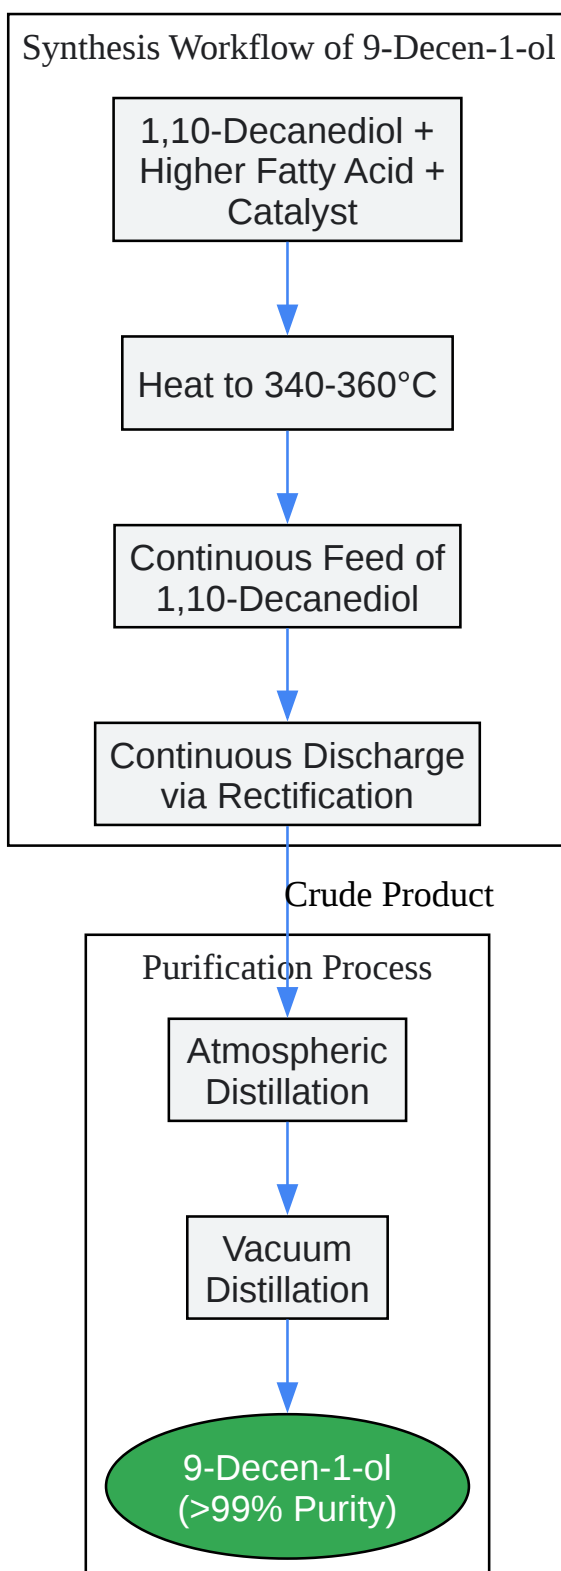 Synthesis Workflow of 9-Decen-1-ol
1,10-Decanediol +
Higher Fatty Acid +
Catalyst
Heat to 340-360°C
Continuous Feed of
1,10-Decanediol
Continuous Discharge
via Rectification
Crude Product
Purification Process
Atmospheric
Distillation
Vacuum
Distillation
9-Decen-1-ol
(>99% Purity)